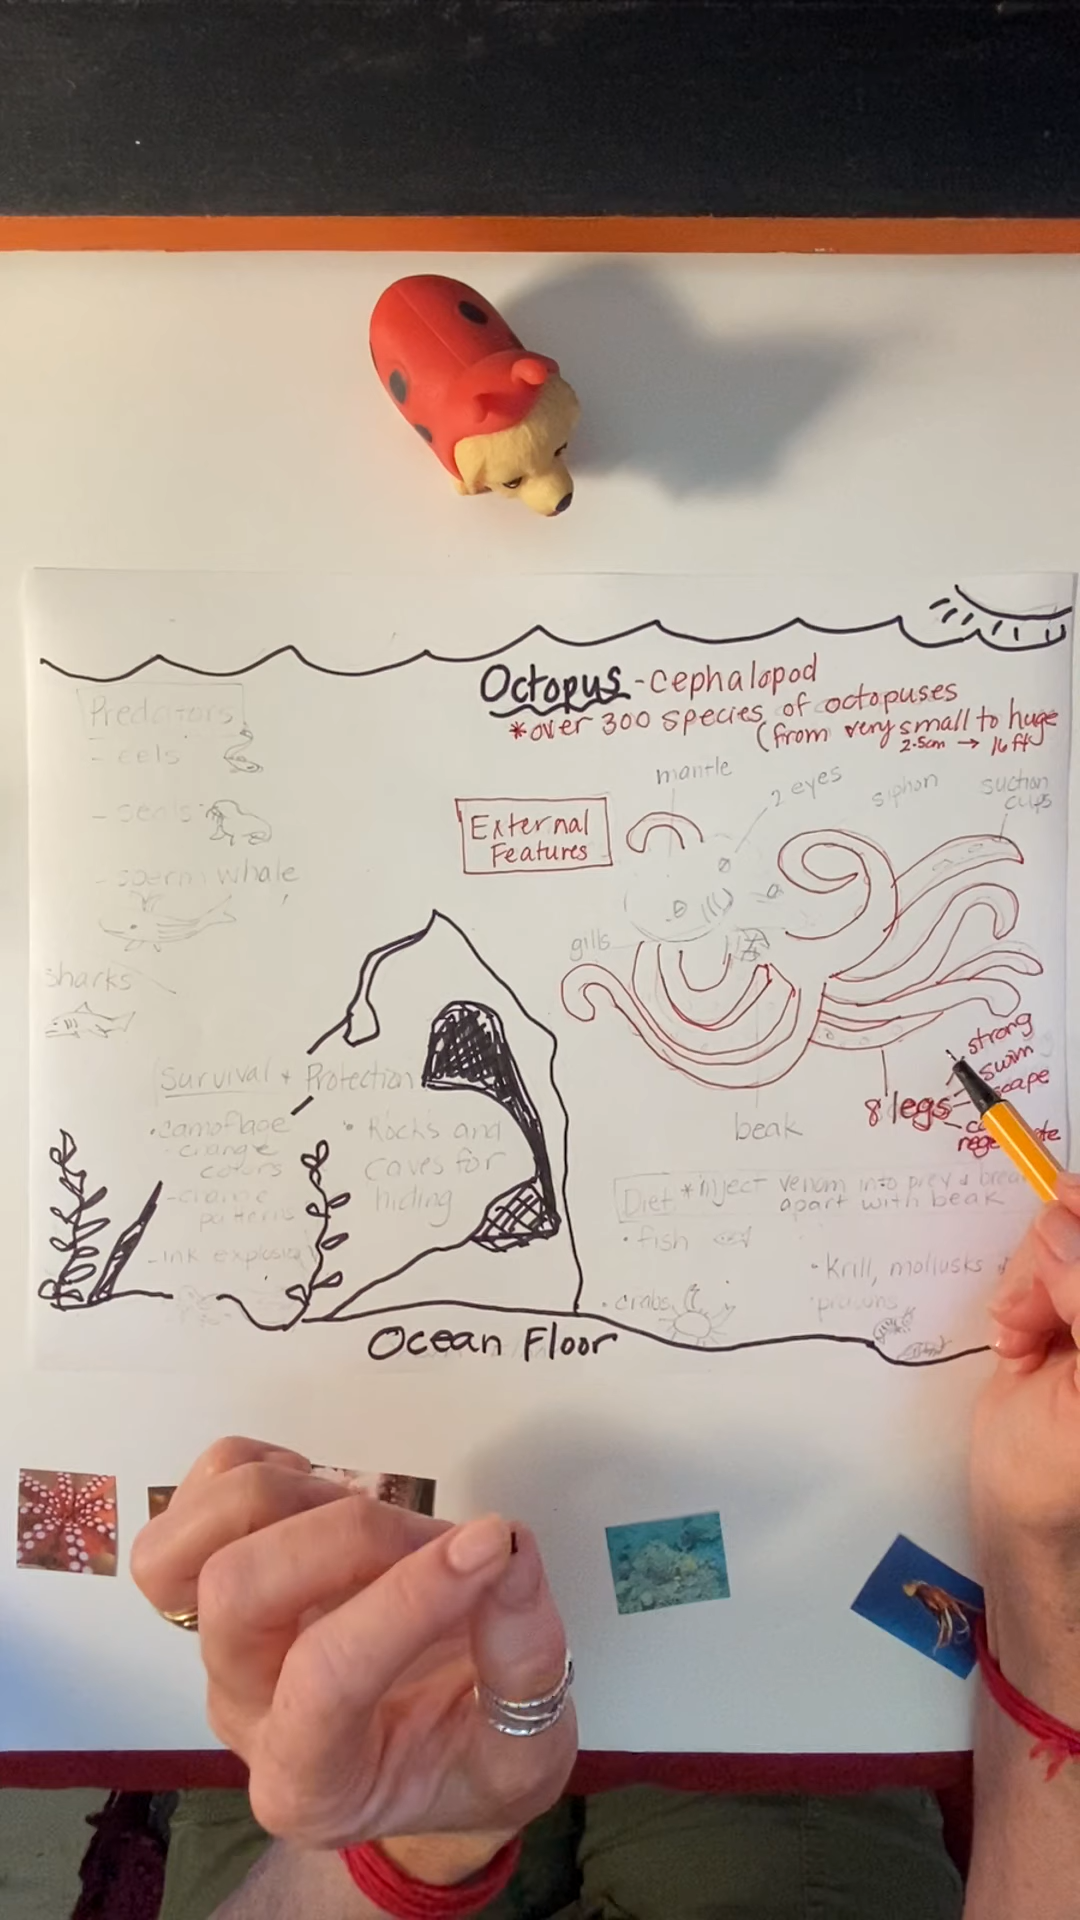 Octopus - cephalopod
*over 300 species of octopuses
(from very small to huge
2.5cm → 16 ft
Predators
- eels
- seals
- sperm whale
sharks
External
Features
mantle
2 eyes
siphon
suction
cups
gills
beak
8 legs
strong
swim
Survival + Protection
• camoflage
- change
colors
- change
patterns
- ink explosion
• Rocks and
caves for
hiding
Diet *inject venom into prey &
apart with beak
• fish
• crabs
• Krill, mollusks
• prawns
Ocean Floor